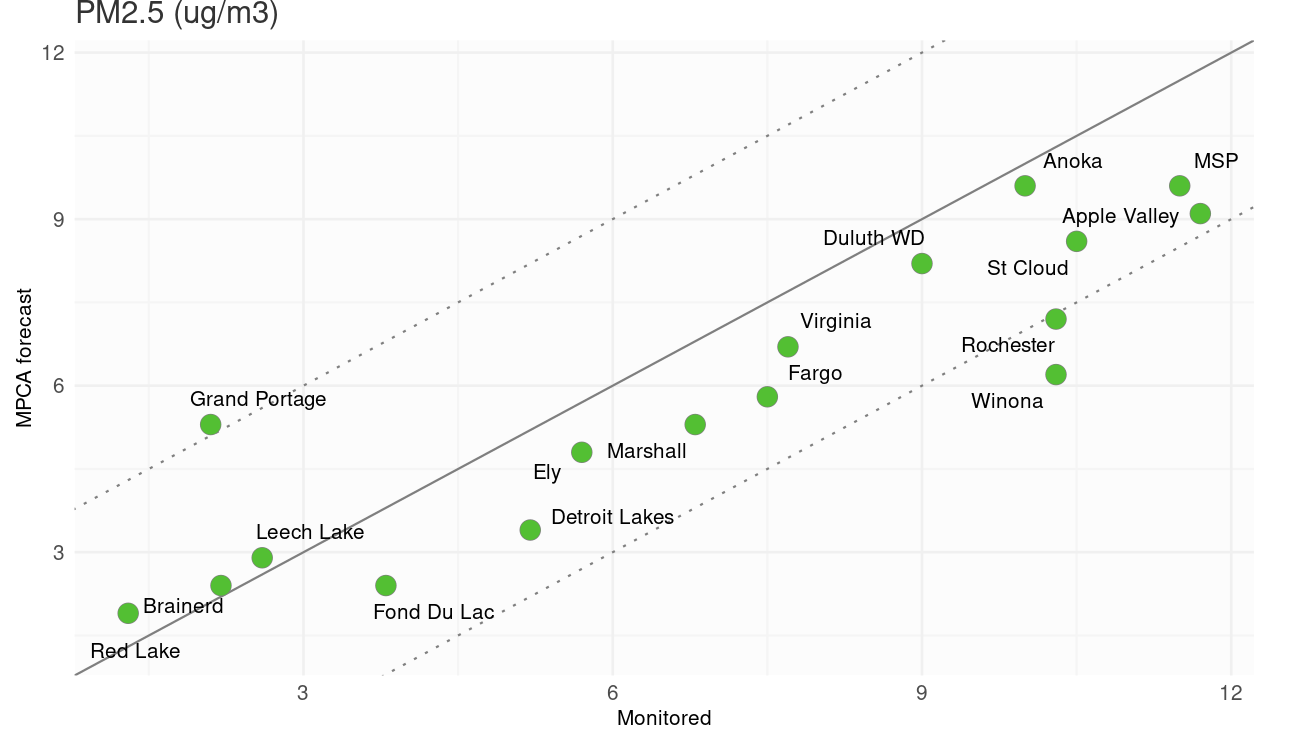 PM2.5 (ug/m3)
12
Anoka
MSP
9
Apple Valley
Duluth WD
St Cloud
Virginia
Rochester
MPCA forecast
Fargo
6
Grand Portage
Winona
Marshall
Ely
Detroit Lakes
Leech Lake
3
Brainerd
Fond Du Lac
Red Lake
3 6 9 12
Monitored